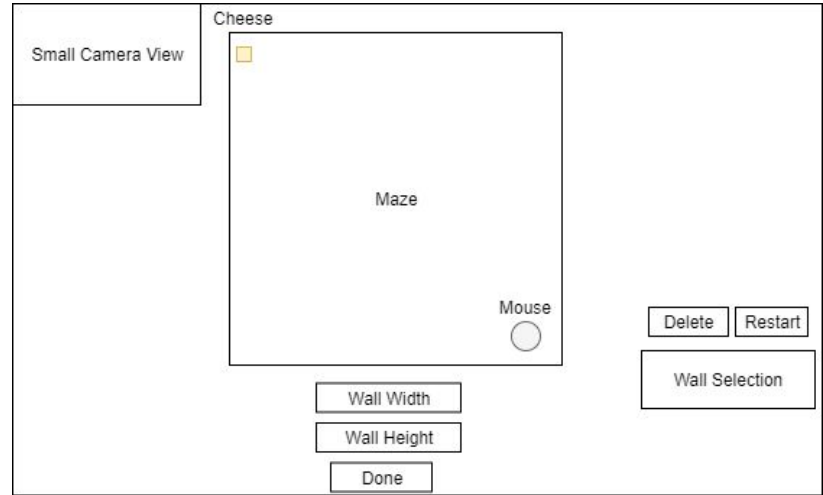 Cheese
Small Camera View
Maze
Mouse
Delete
Restart
Wall Selection
Wall Width
Wall Height
Done